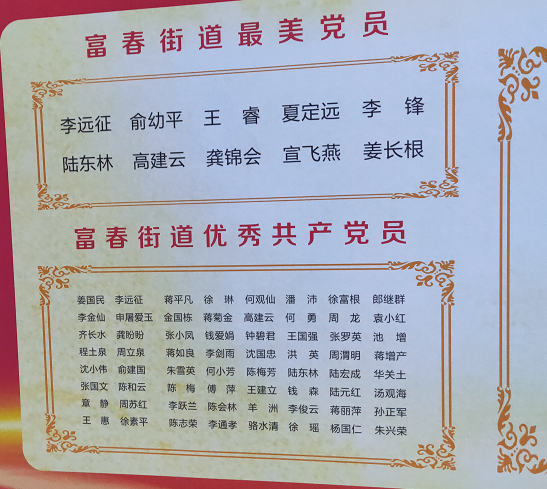 富春街道最美党员
李远征 俞幼平 王 睿 夏定远 李 锋
陆东林 高建云 龚锦会 宣飞燕 姜长根
富春街道优秀共产党员
姜国民 李远征 蒋平凡 徐 琳 何观仙 潘 沛 徐富根 郎继群
李金仙 申屠爱玉 金国栋 蒋菊金 高建云 何 勇 周 龙 袁小红
齐长水 龚盼盼 张小凤 钱爱娟 钟碧君 王国强 张罗英 池 增
程土泉 周立泉 蒋如良 李剑雨 沈国忠 洪 英 周渭明 蒋增产
沈小伟 俞建国 朱雪英 何小芳 陈梅芳 陆东林 陆宏成 华关土
张国文 陈和云 陈 梅 傅 萍 王建立 钱 森 陆元红 汤观海
章 静 周苏红 李跃兰 陈会林 羊 洲 李俊云 蒋丽萍 孙正军
王 惠 徐素平 陈志荣 李通孝 骆水清 徐 瑶 杨国仁 朱兴荣